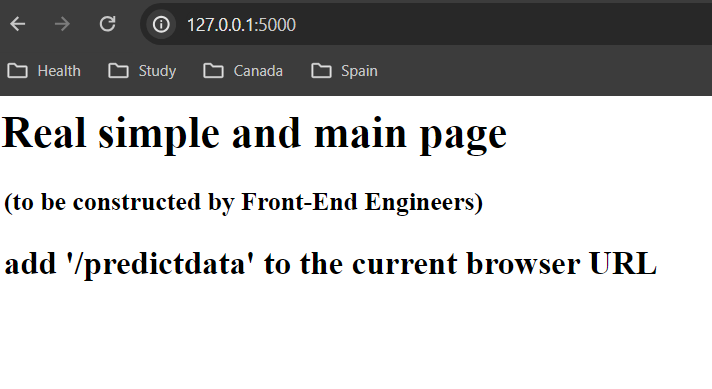 127.0.0.1:5000
Health Study Canada Spain
Real simple and main page
(to be constructed by Front-End Engineers)
add '/predictdata' to the current browser URL